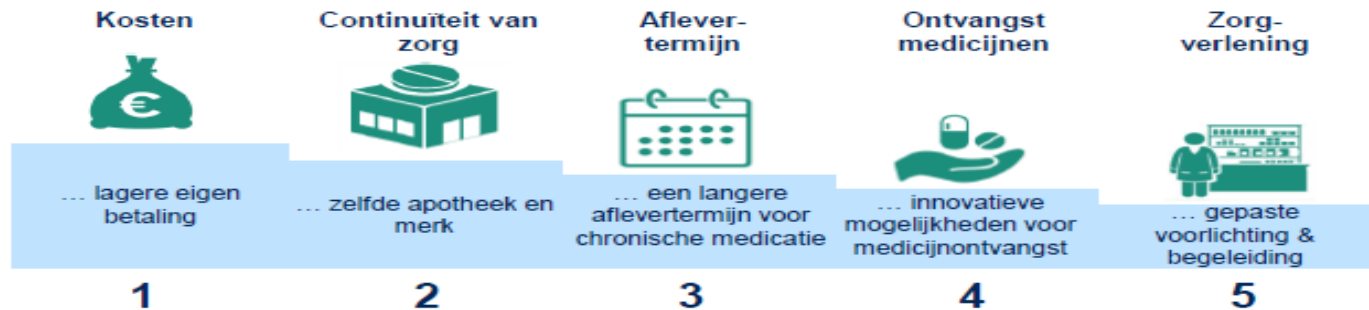 Kosten
€
... lagere eigen
betaling
1
Continuïteit van
zorg
... zelfde apotheek en
merk
2
Aflever-
termijn
... een langere
aflevertermijn voor
chronische medicatie
3
Ontvangst
medicijnen
... innovatieve
mogelijkheden voor
medicijnontvangst
4
Zorg-
verlening
... gepaste
voorlichting &
begeleiding
5